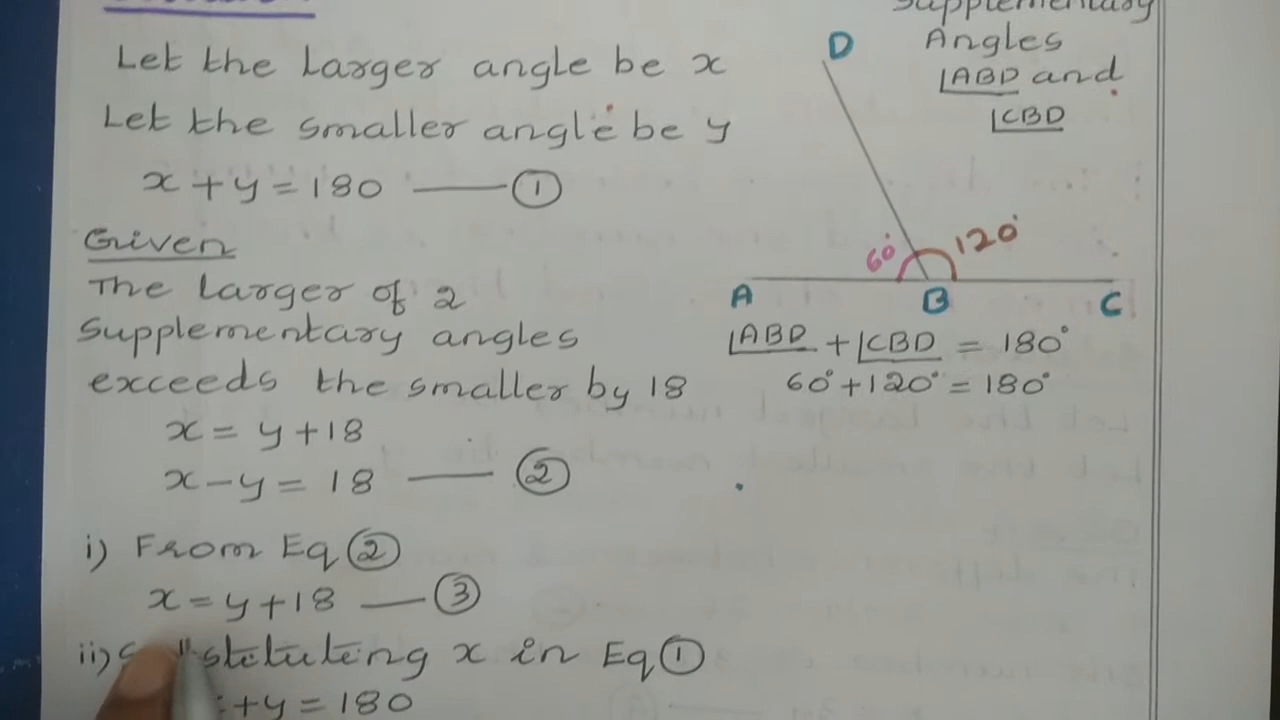 Supplementary
Angles
∠ABD and
∠CBD
Let the larger angle be x
Let the smaller angle be y
x + y = 180 —— ①
Given
The larger of 2
Supplementary angles
exceeds the smaller by 18
x = y + 18
x - y = 18 —— ②
i) From Eq ②
x = y + 18 —— ③
ii) x in Eq ①
+ y = 180
D
60° 120°
A B C
∠ABD + ∠CBD = 180°
60° + 120° = 180°